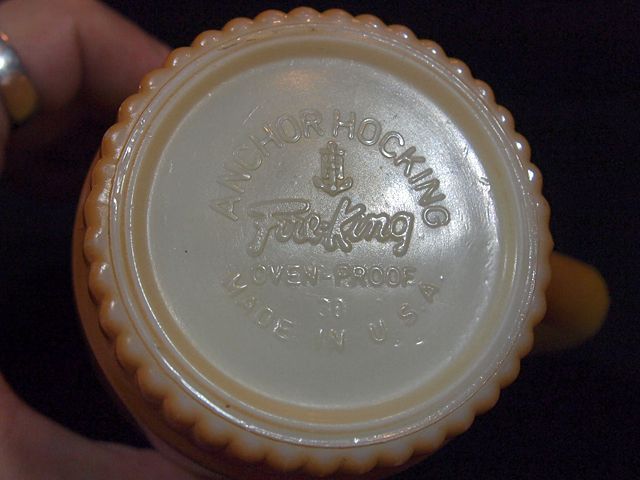 ANCHOR HOCKING
Fire-King
OVEN-PROOF
MADE IN U.S.A